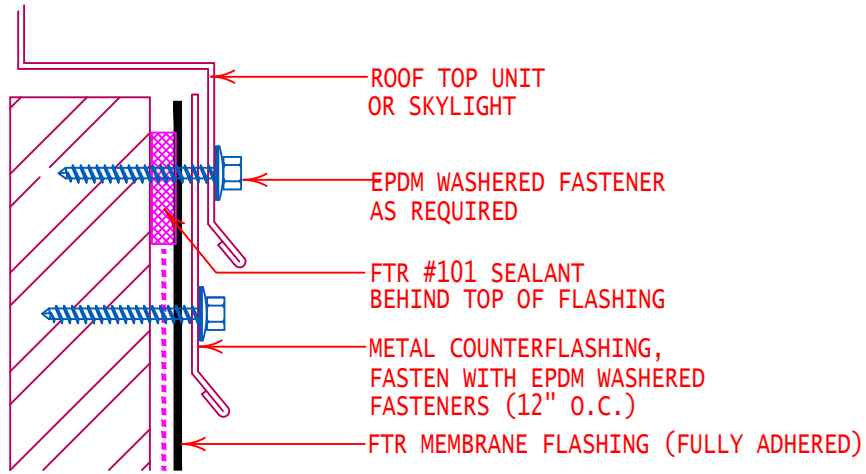 ROOF TOP UNIT
OR SKYLIGHT
EPDM WASHERED FASTENER
AS REQUIRED
FTR #101 SEALANT
BEHIND TOP OF FLASHING
METAL COUNTERFLASHING,
FASTEN WITH EPDM WASHERED
FASTENERS (12" O.C.)
FTR MEMBRANE FLASHING (FULLY ADHERED)